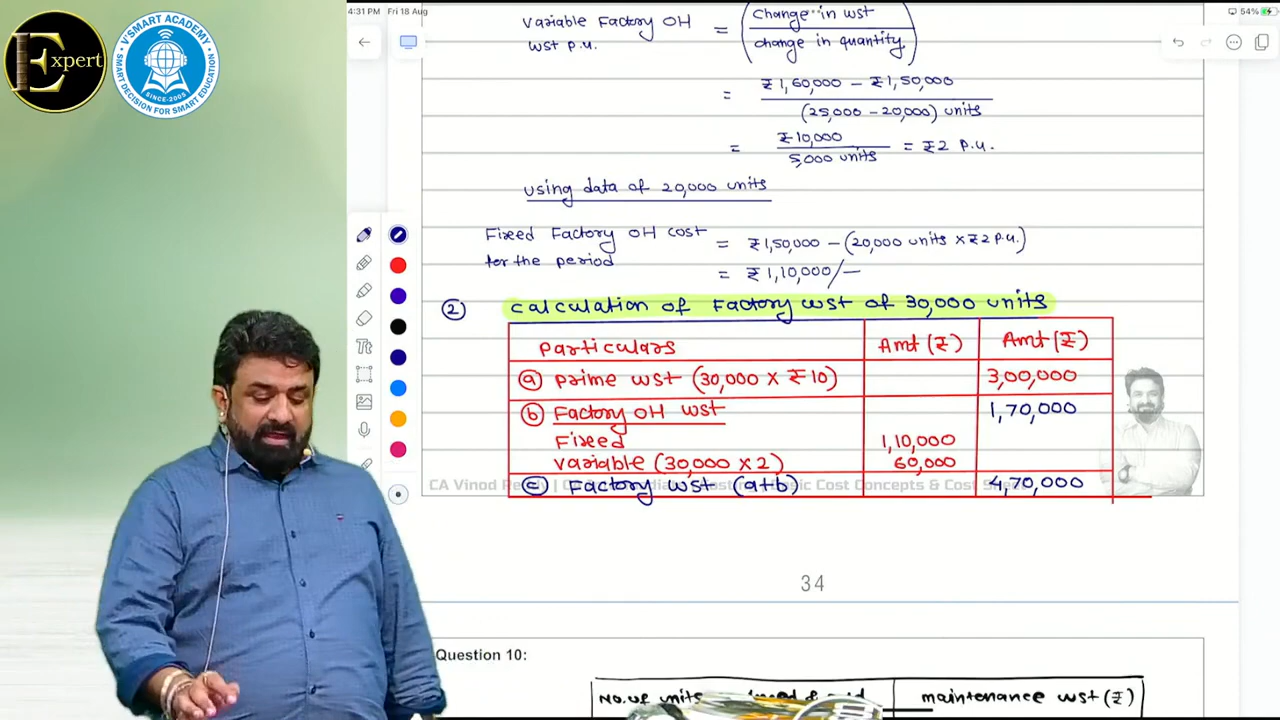 4:31 PM Fri 18 Aug
54%
Expert
V'SMART ACADEMY
SINCE-2005
SMART DECISION FOR SMART EDUCATION
Variable Factory OH cost p.u. = (change in cost / change in quantity)
= ₹1,60,000 – ₹1,50,000 / (25,000 – 20,000) units
= ₹10,000 / 5,000 units = ₹2 p.u.
using data of 20,000 units
Fixed Factory OH cost for the period = ₹1,50,000 – (20,000 units × ₹2 p.u.)
= ₹1,10,000/–
② calculation of Factory cost of 30,000 units
particulars Amt (₹) Amt (₹)
ⓐ prime cost (30,000 × ₹10) 3,00,000
ⓑ Factory OH cost 1,70,000
Fixed 1,10,000
variable (30,000 × 2) 60,000
ⓒ Factory cost (a+b) 4,70,000
CA Vinod Cost Concepts & Cost
34
Question 10:
No. of units maintenance cost (₹)
Tt